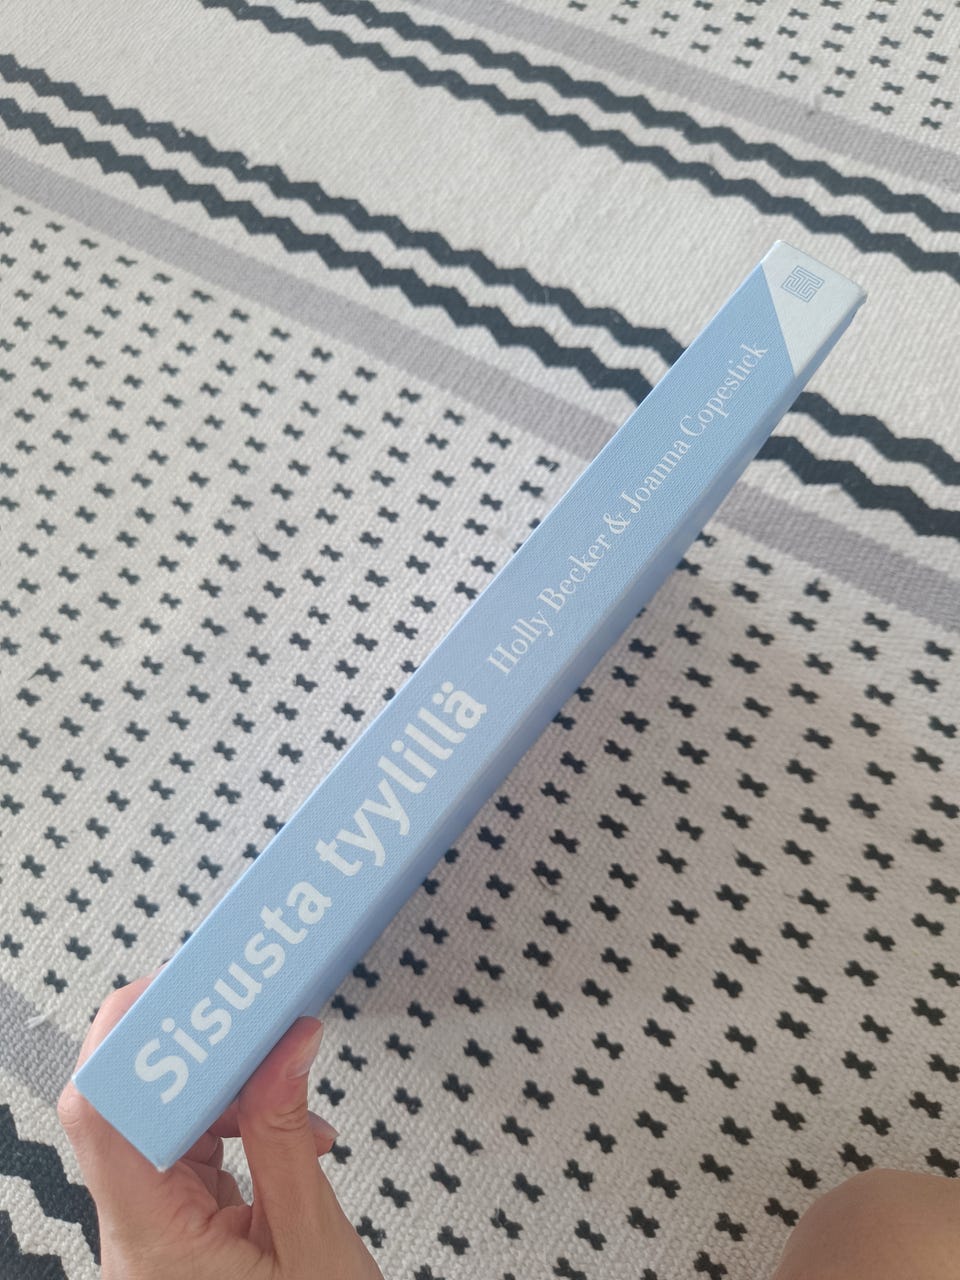 Sisusta tyylillä Holly Becker & Joanna Copestick